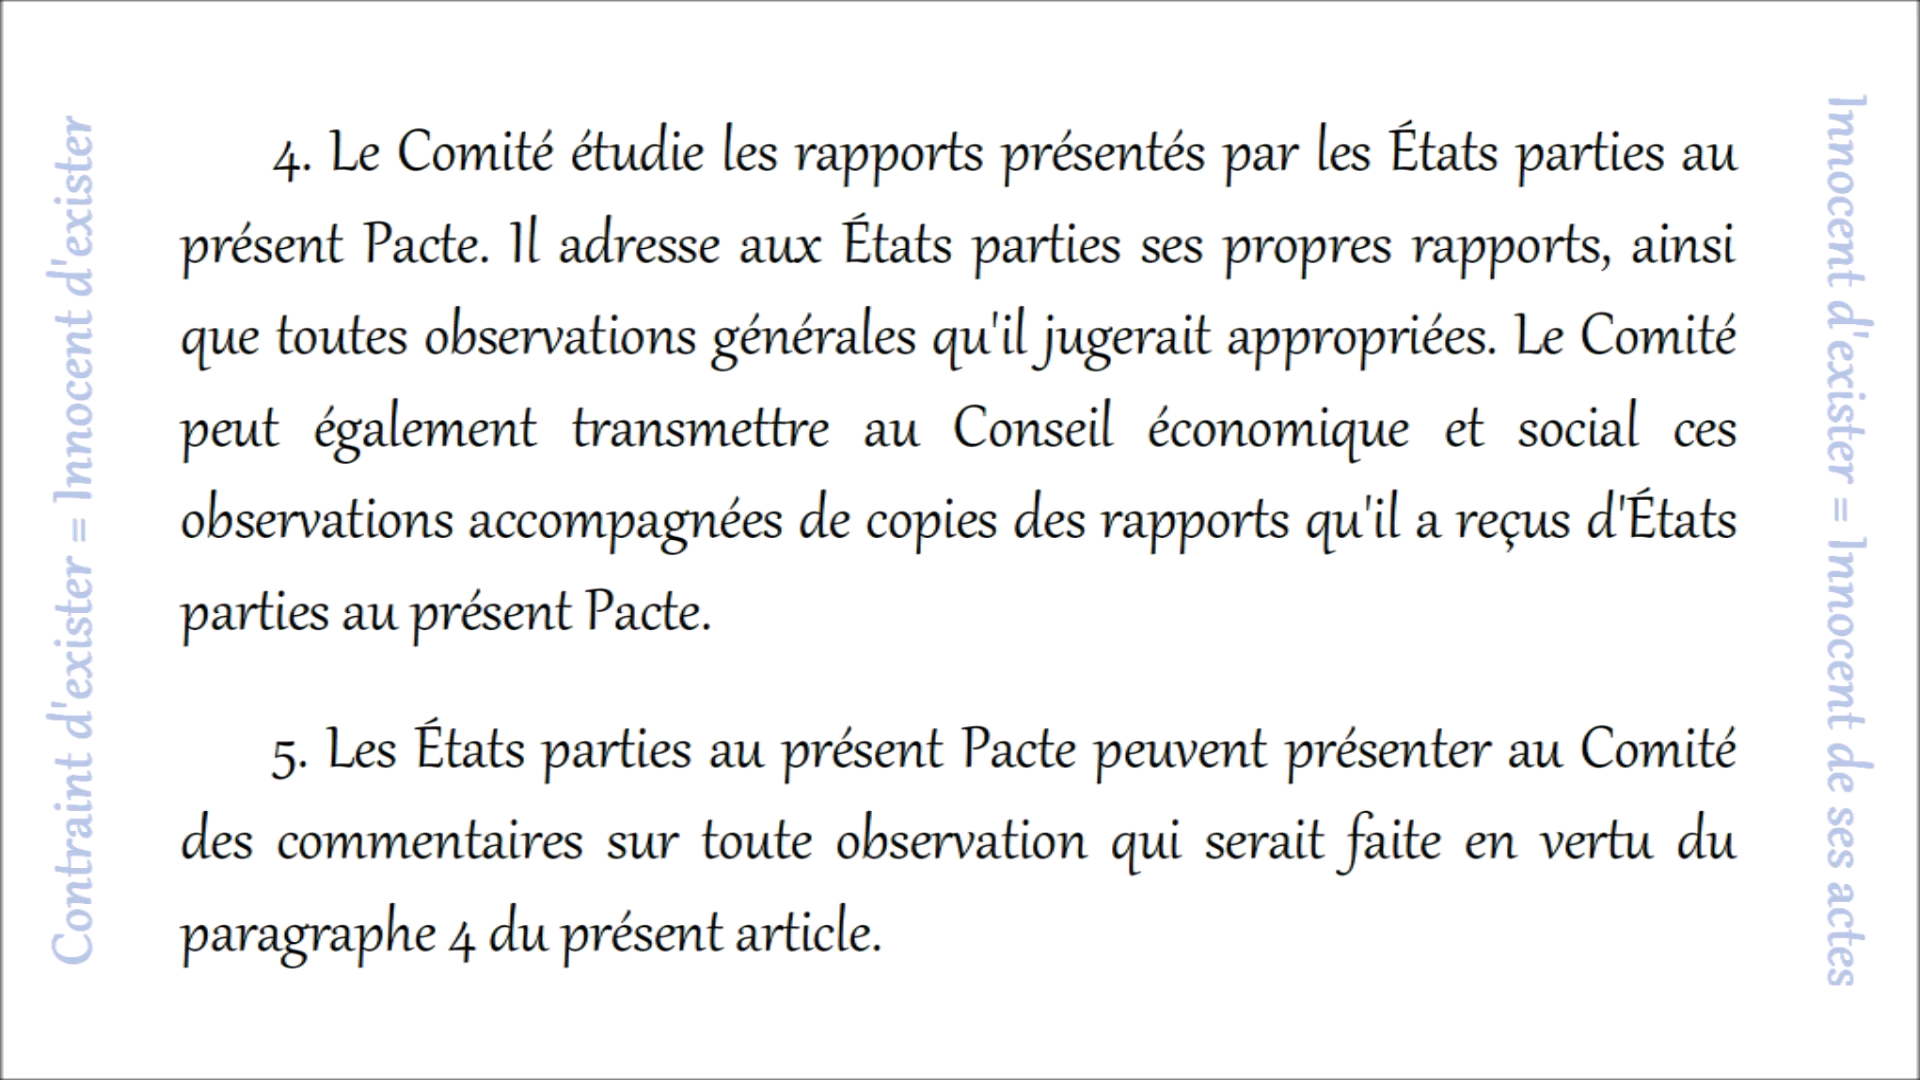 Contraint d'exister = Innocent d'exister
4. Le Comité étudie les rapports présentés par les États parties au
présent Pacte. Il adresse aux États parties ses propres rapports, ainsi
que toutes observations générales qu'il jugerait appropriées. Le Comité
peut également transmettre au Conseil économique et social ces
observations accompagnées de copies des rapports qu'il a reçus d'États
parties au présent Pacte.
5. Les États parties au présent Pacte peuvent présenter au Comité
des commentaires sur toute observation qui serait faite en vertu du
paragraphe 4 du présent article.
Innocent d'exister = Innocent de ses actes